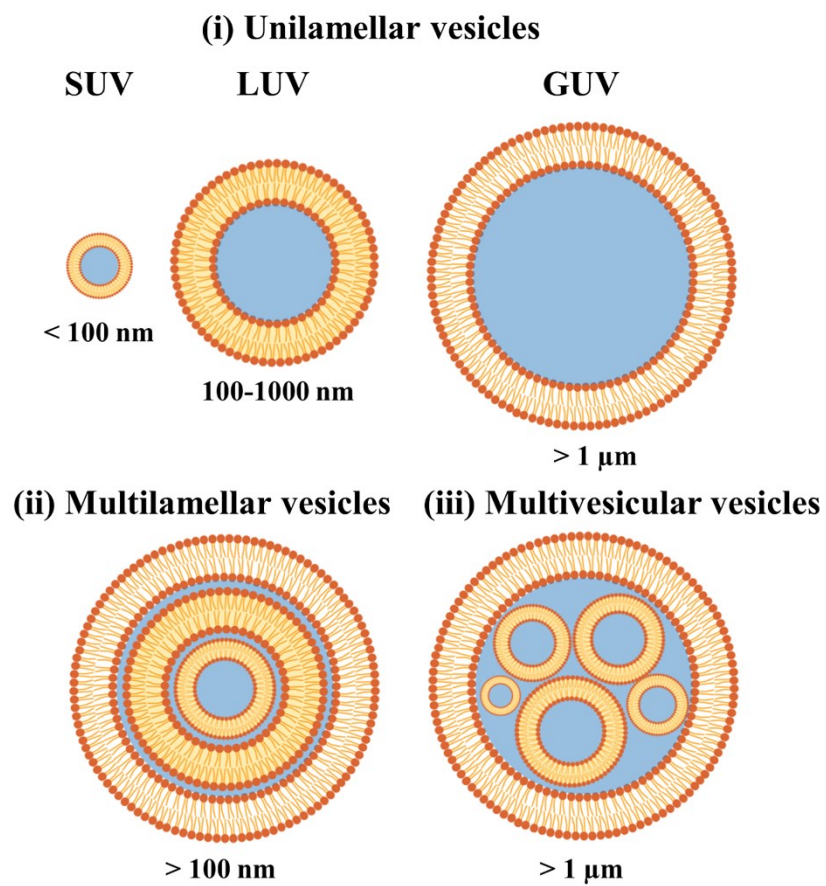 (i) Unilamellar vesicles
SUV LUV GUV
< 100 nm
100-1000 nm
> 1 μm
(ii) Multilamellar vesicles (iii) Multivesicular vesicles
> 100 nm > 1 μm